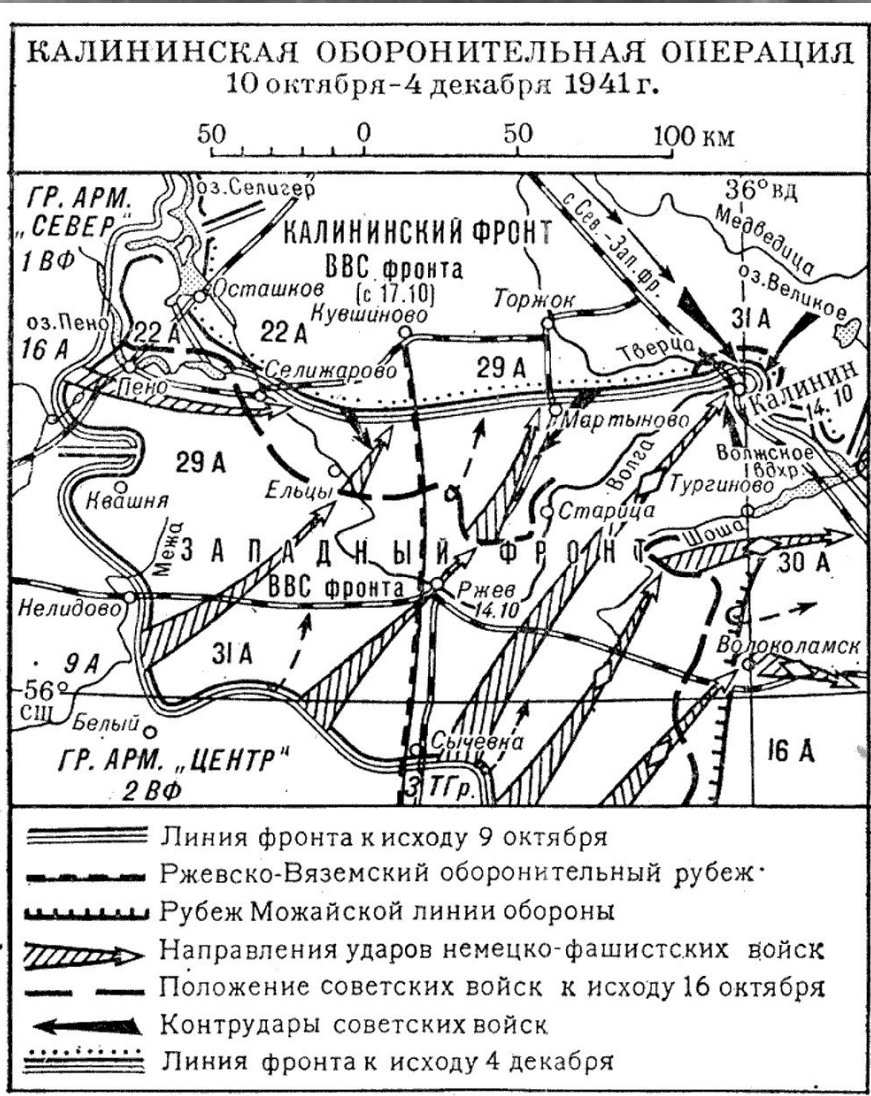 КАЛИНИНСКАЯ ОБОРОНИТЕЛЬНАЯ ОПЕРАЦИЯ
10 октября-4 декабря 1941 г.
50 0 50 100 км
ГР. АРМ.
„СЕВЕР"
1 ВФ
оз. Селигер
36° ВД
КАЛИНИНСКИЙ ФРОНТ
ВВС фронта
(с 17.10)
с Сев.-Зап. фр.
Медведица
оз. Великое
Осташков
Кувшиново
Торжок
31 А
оз. Пено
22 А
22 А
16 А
Тверца
Пено
Селижарово
29 А
Калинин
14.10
Мартыново
29 А
Волга
Волжское
вдхр.
Квашня
Ельцы
Старица
Тургиново
Шоша
Межа
ЗАПАДНЫЙ ФРОНТ
30 А
ВВС фронта
Ржев
14.10
Нелидово
31 А
Волоколамск
9 А
56°
СШ
Белый
Сычевка
16 А
ГР. АРМ. „ЦЕНТР"
2 ВФ
3 ТГр.
Линия фронта к исходу 9 октября
Ржевско-Вяземский оборонительный рубеж
Рубеж Можайской линии обороны
Направления ударов немецко-фашистских войск
Положение советских войск к исходу 16 октября
Контрудары советских войск
Линия фронта к исходу 4 декабря